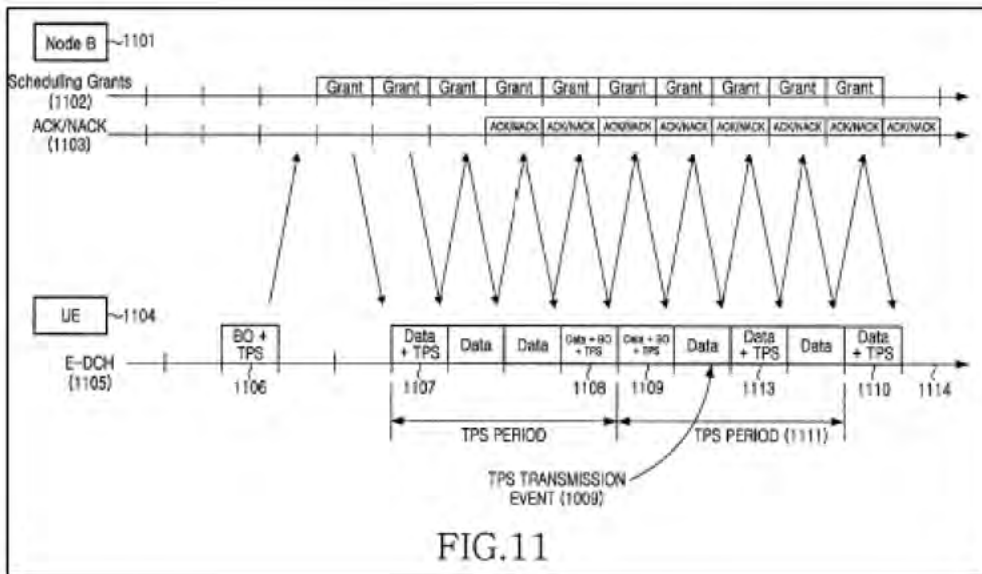 Node B 1101
Scheduling Grants
(1102)
Grant Grant Grant Grant Grant Grant Grant Grant Grant Grant
ACK/NACK
(1103)
ACK/NACK ACK/NACK ACK/NACK ACK/NACK ACK/NACK ACK/NACK ACK/NACK ACK/NACK
UE 1104
E-DCH
(1105)
BO +
TPS
Data
+ TPS
Data
Data
Data + BO
+ TPS
Data + BO
+ TPS
Data
Data
+ TPS
Data
Data
+ TPS
1106 1107 1108 1109 1113 1110 1114
TPS PERIOD TPS PERIOD (1111)
TPS TRANSMISSION
EVENT (1009)
FIG.11